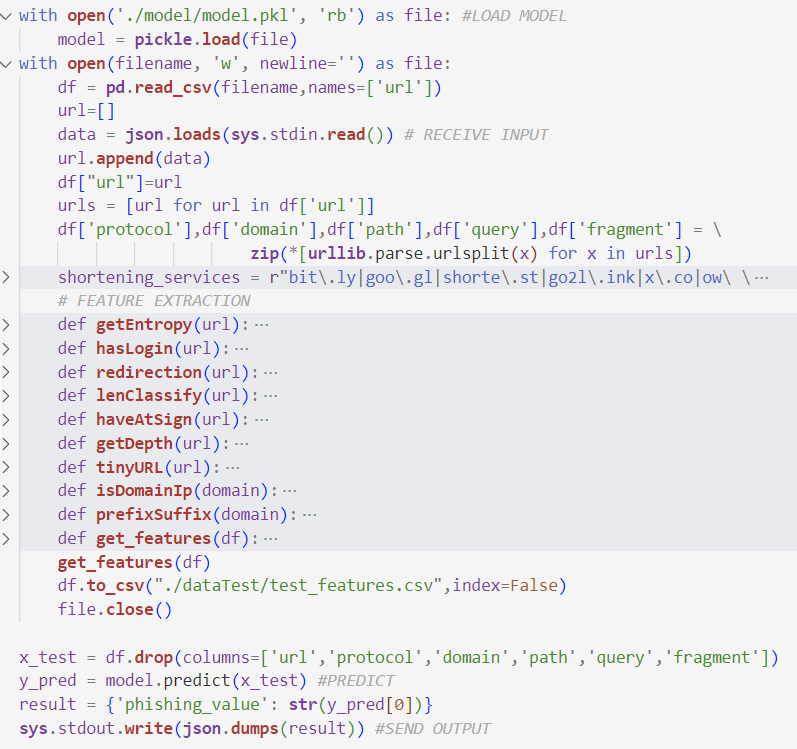 with open('./model/model.pkl', 'rb') as file: #LOAD MODEL
    model = pickle.load(file)
with open(filename, 'w', newline='') as file:
    df = pd.read_csv(filename,names=['url'])
    url=[]
    data = json.loads(sys.stdin.read()) # RECEIVE INPUT
    url.append(data)
    df["url"]=url
    urls = [url for url in df['url']]
    df['protocol'],df['domain'],df['path'],df['query'],df['fragment'] = \
                        zip(*[urllib.parse.urlsplit(x) for x in urls])
    shortening_services = r"bit\.ly|goo\.gl|shorte\.st|go2l\.ink|x\.co|ow\ \⋯
    # FEATURE EXTRACTION
    def getEntropy(url):⋯
    def hasLogin(url):⋯
    def redirection(url):⋯
    def lenClassify(url):⋯
    def haveAtSign(url):⋯
    def getDepth(url):⋯
    def tinyURL(url):⋯
    def isDomainIp(domain):⋯
    def prefixSuffix(domain):⋯
    def get_features(df):⋯
    get_features(df)
    df.to_csv("./dataTest/test_features.csv",index=False)
    file.close()
x_test = df.drop(columns=['url','protocol','domain','path','query','fragment'])
y_pred = model.predict(x_test) #PREDICT
result = {'phishing_value': str(y_pred[0])}
sys.stdout.write(json.dumps(result)) #SEND OUTPUT